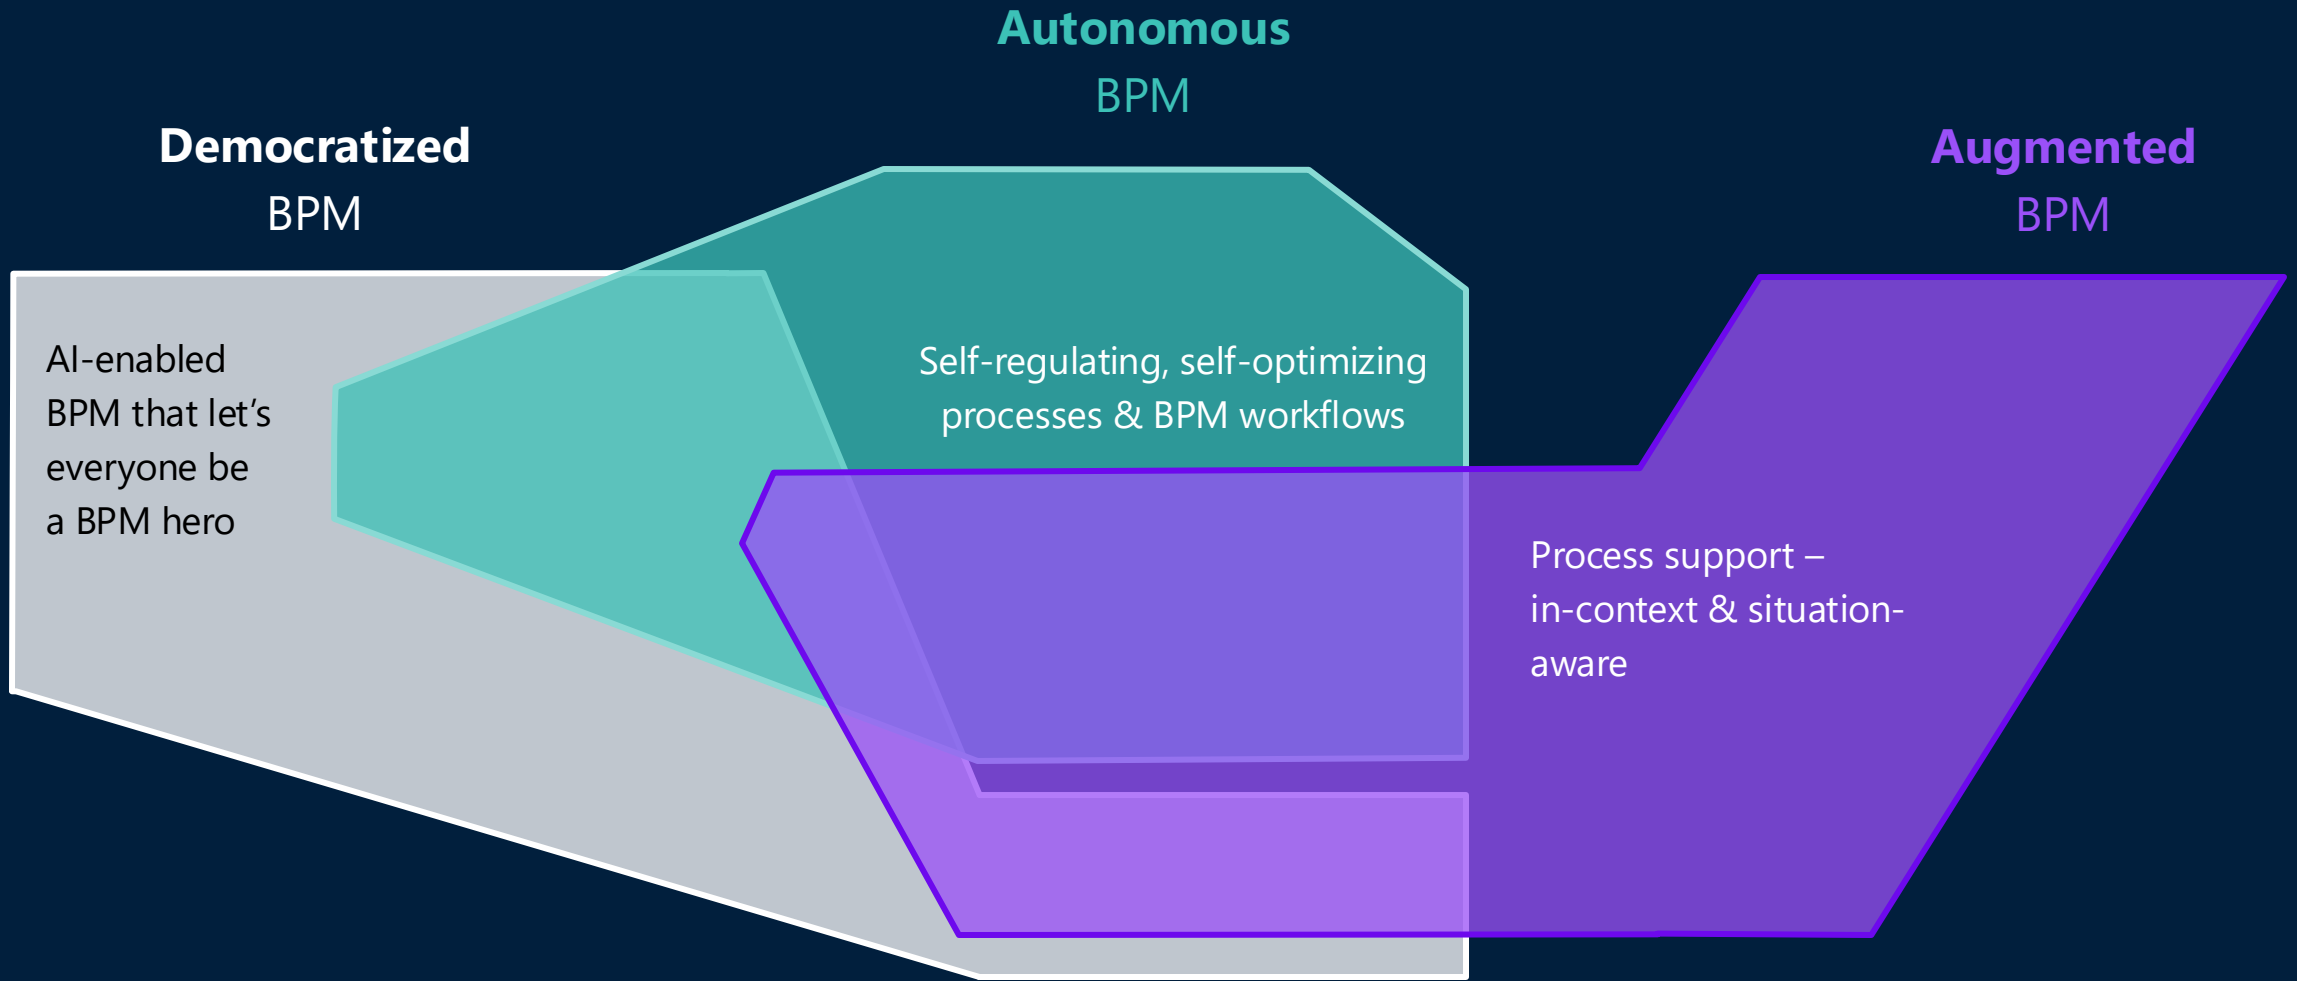 Autonomous
BPM
Democratized
BPM
Augmented
BPM
AI-enabled
BPM that let’s
everyone be
a BPM hero
Self-regulating, self-optimizing
processes & BPM workflows
Process support –
in-context & situation-
aware